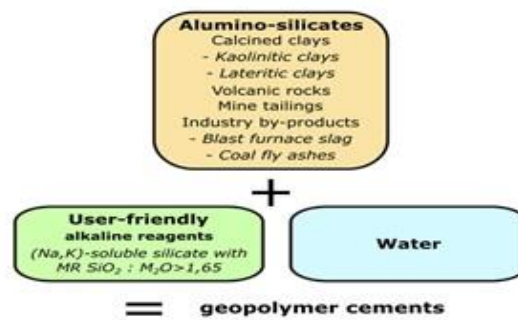 Alumino-silicates
Calcined clays
- Kaolinitic clays
- Lateritic clays
Volcanic rocks
Mine tailings
Industry by-products
- Blast furnace slag
- Coal fly ashes
+
User-friendly
alkaline reagents
(Na,K)-soluble silicate with
MR SiO₂ : M₂O>1,65
Water
= geopolymer cements